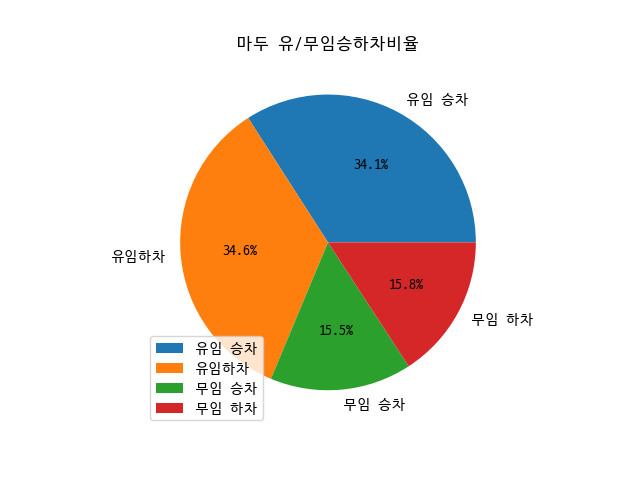 마두 유/무임승하차비율
유임 승차
34.1%
34.6%
유임하차
15.8%
무임 하차
15.5%
무임 승차
유임 승차
유임하차
무임 승차
무임 하차